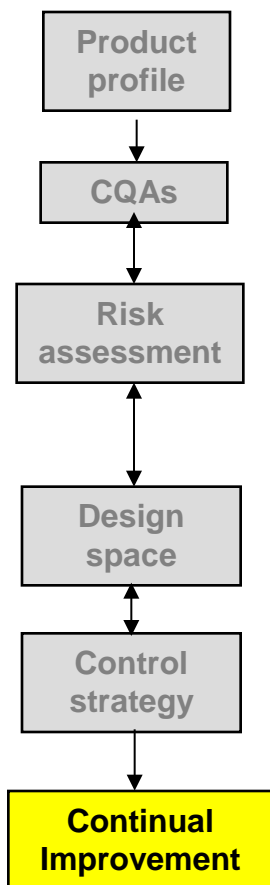 Product
profile
CQAs
Risk
assessment
Design
space
Control
strategy
Continual
Improvement